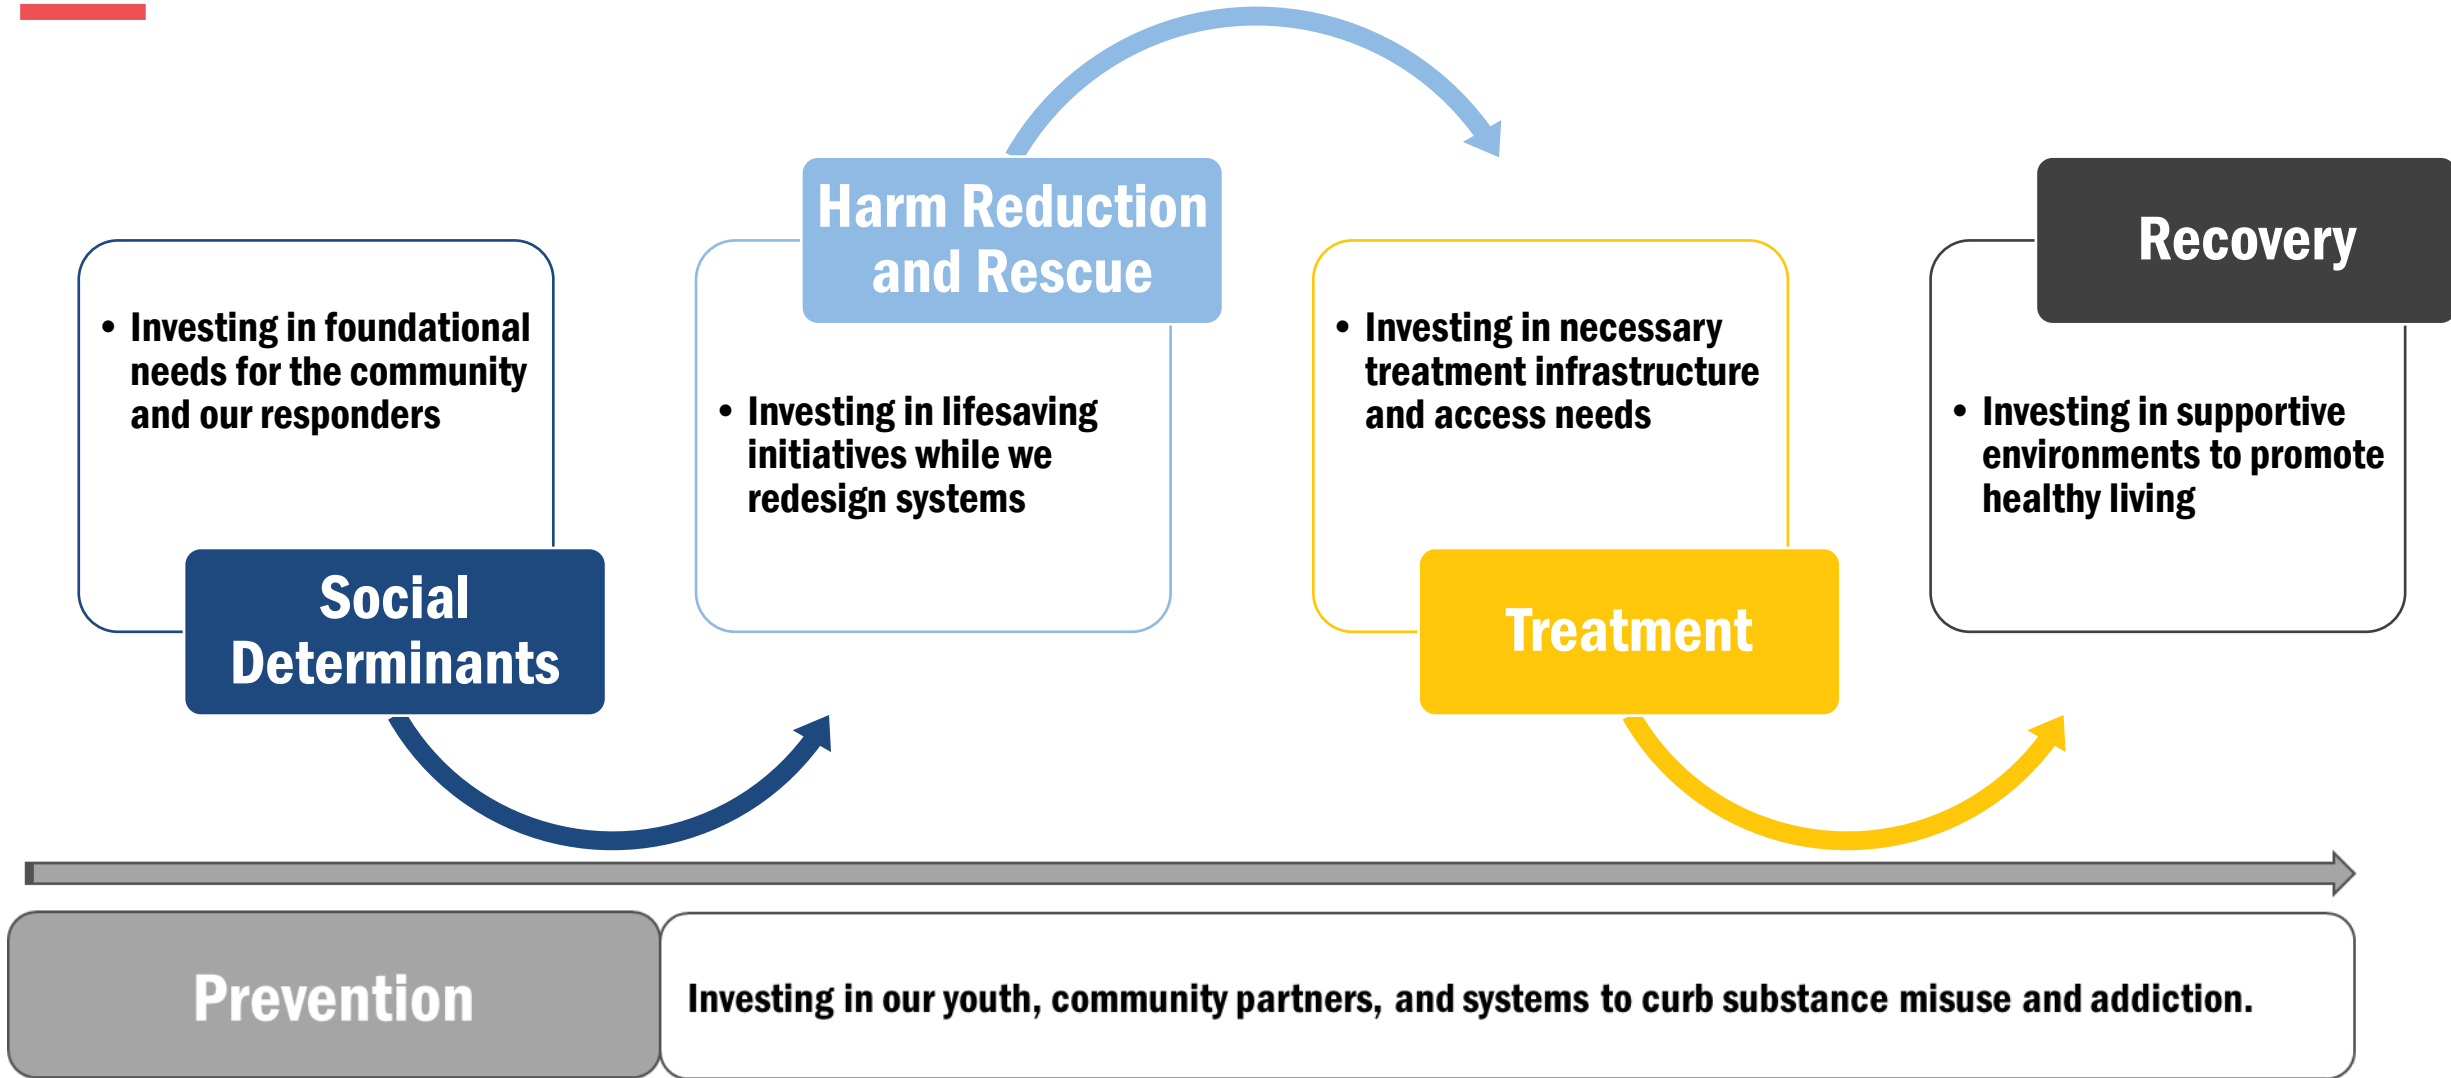 • Investing in foundational
needs for the community
and our responders
Social
Determinants
Harm Reduction
and Rescue
• Investing in lifesaving
initiatives while we
redesign systems
• Investing in necessary
treatment infrastructure
and access needs
Treatment
Recovery
• Investing in supportive
environments to promote
healthy living
Prevention
Investing in our youth, community partners, and systems to curb substance misuse and addiction.